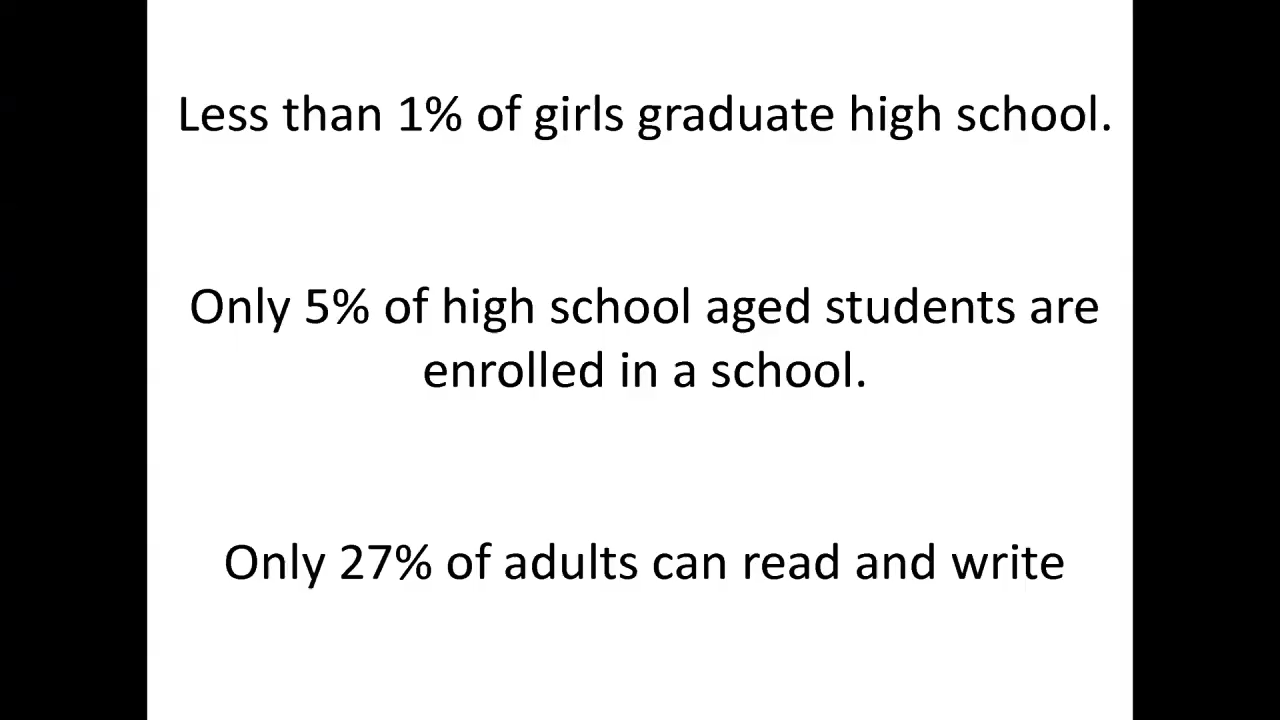 Less than 1% of girls graduate high school.
Only 5% of high school aged students are
enrolled in a school.
Only 27% of adults can read and write